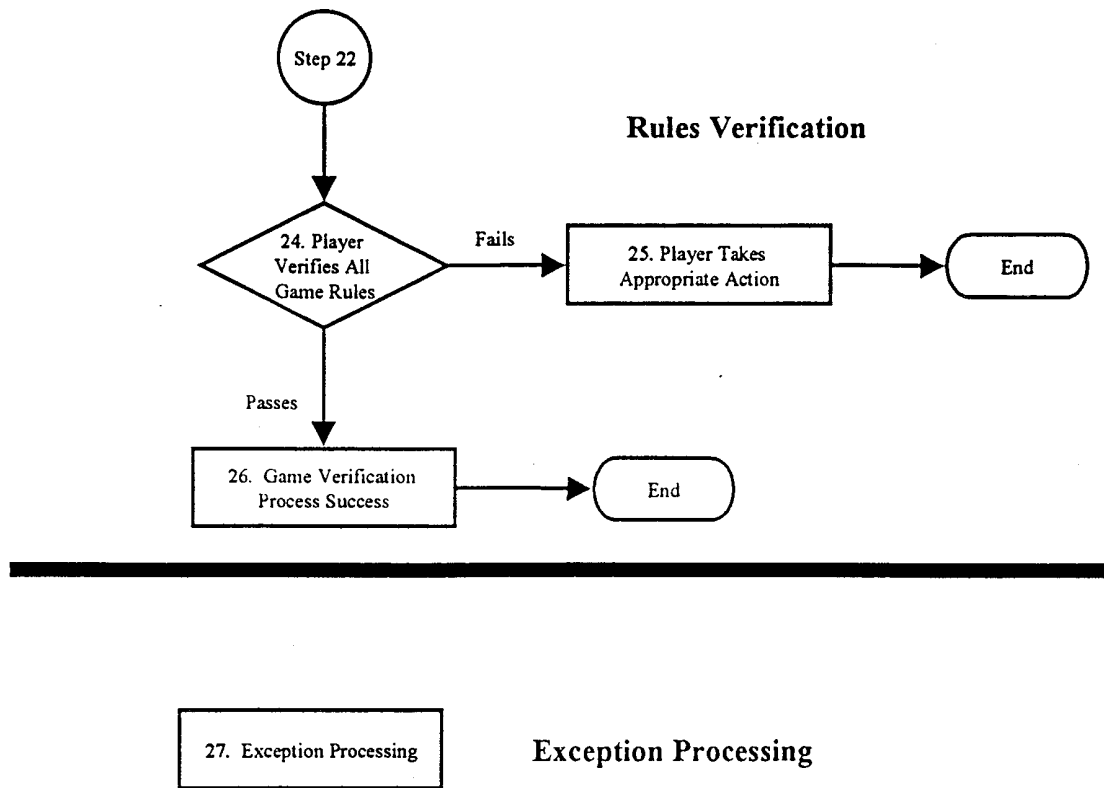 Step 22
Rules Verification
24. Player
Verifies All
Game Rules
Fails
25. Player Takes
Appropriate Action
End
Passes
26. Game Verification
Process Success
End
27. Exception Processing
Exception Processing